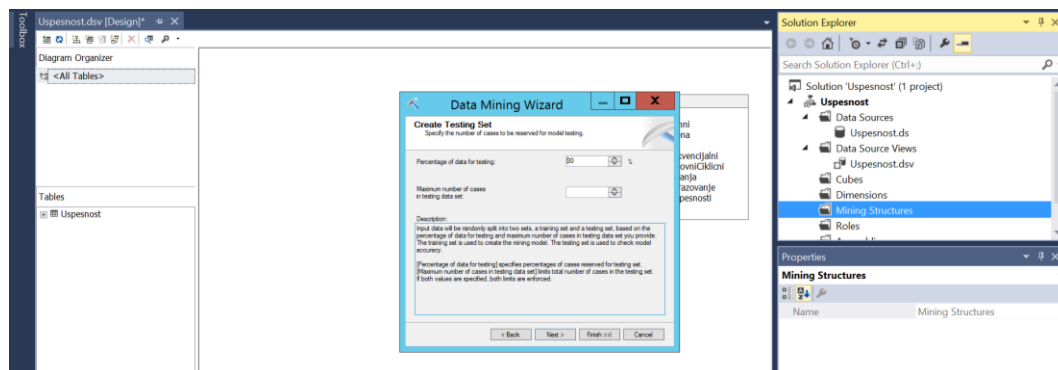 Toolbox
Uspesnost.dsv [Design]*
Diagram Organizer
<All Tables>
Tables
Uspesnost
Data Mining Wizard
Create Testing Set
Specify the number of cases to be reserved for model testing.
Percentage of data for testing:
%
Maximum number of cases
in testing data set:
Description:
Input data will be randomly split into two sets, a training set and a testing set, based on the
percentage of data for testing and maximum number of cases in testing data set you provide.
The training set is used to create the mining model. The testing set is used to check model
accuracy.
[Percentage of data for testing] specifies percentages of cases reserved for testing set.
[Maximum number of cases in testing data set] limits total number of cases in the testing set.
If both values are specified, both limits are enforced.
< Back
Next >
Finish >>|
Cancel
Solution Explorer
Search Solution Explorer (Ctrl+;)
Solution 'Uspesnost' (1 project)
Uspesnost
Data Sources
Uspesnost.ds
Data Source Views
Uspesnost.dsv
Cubes
Dimensions
Mining Structures
Roles
Properties
Mining Structures
Name
Mining Structures